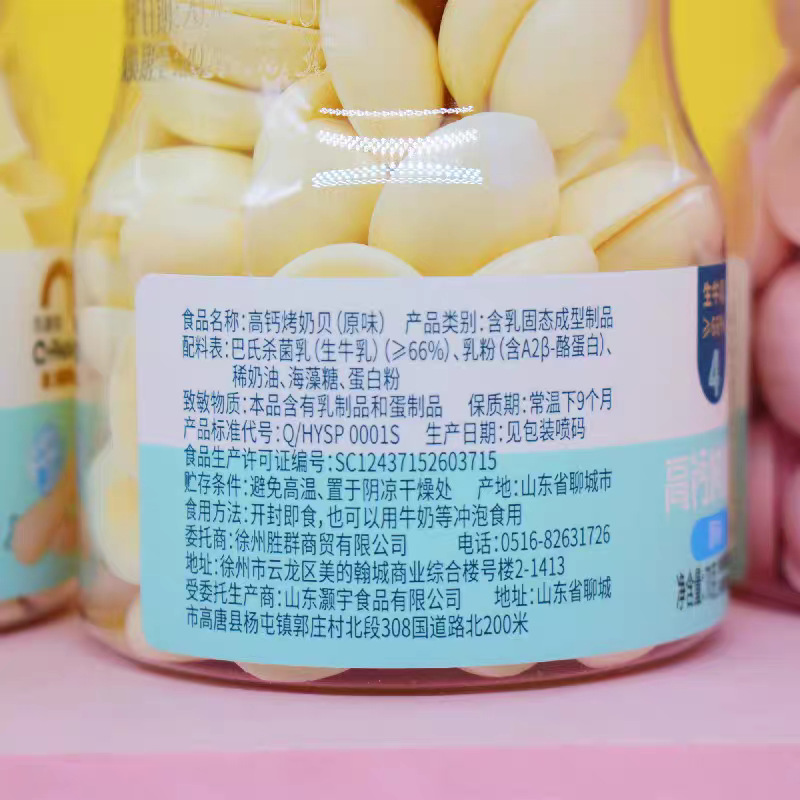 食品名称:高钙烤奶贝(原味) 产品类别:含乳固态成型制品
配料表:巴氏杀菌乳(生牛乳)(≥66%)、乳粉(含A2β-酪蛋白)、
稀奶油、海藻糖、蛋白粉
致敏物质:本品含有乳制品和蛋制品 保质期:常温下9个月
产品标准代号:Q/HYSP 0001S 生产日期:见包装喷码
食品生产许可证编号:SC12437152603715
贮存条件:避免高温、置于阴凉干燥处 产地:山东省聊城市
食用方法:开封即食,也可以用牛奶等冲泡食用
委托商:徐州胜群商贸有限公司 电话:0516-82631726
地址:徐州市云龙区美的翰城商业综合楼号楼2-1413
受委托生产商:山东灏宇食品有限公司 地址:山东省聊城
市高唐县杨屯镇郭庄村北段308国道路北200米
生牛
≥66%
4
高钙
净含量